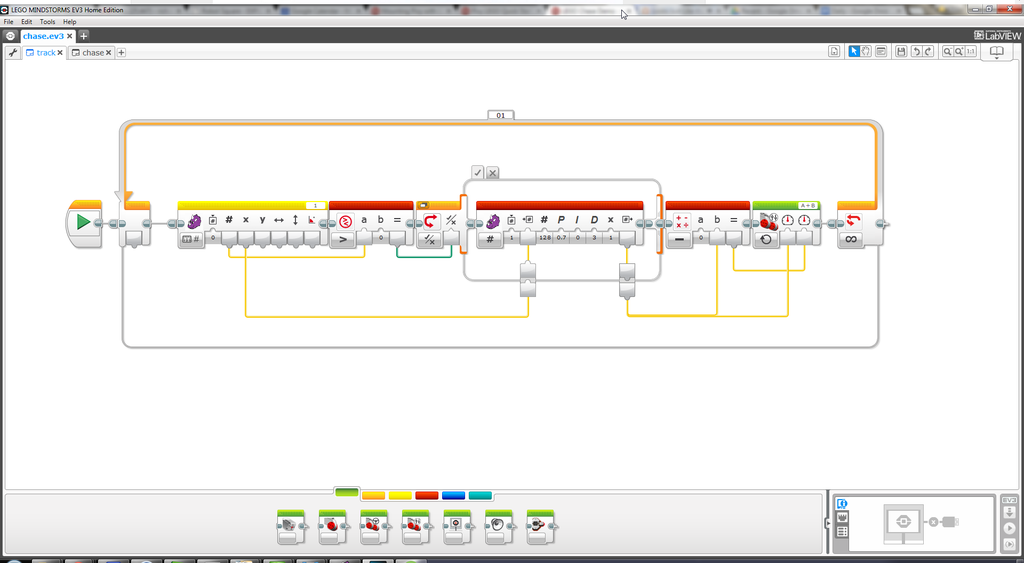 LEGO MINDSTORMS EV3 Home Edition
File Edit Tools Help
chase.ev3
LabVIEW
track chase
1:1
01
1 A+B
# x y a b = # P I D x a b =
> #
0 0 1 128 0.7 0 3 1 0
EV3